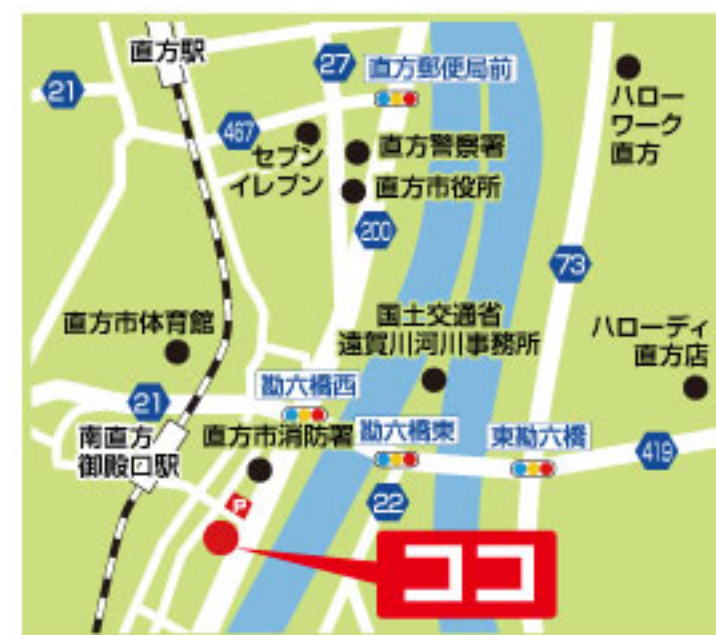 直方駅
27
直方郵便局前
21
ハロー
ワーク
直方
467
セブン
イレブン
直方警察署
直方市役所
200
73
国土交通省
遠賀川河川事務所
直方市体育館
ハローディ
直方店
勘六橋西
21
南直方
御殿口駅
直方市消防署
勘六橋東
東勘六橋
419
P
22
ココ